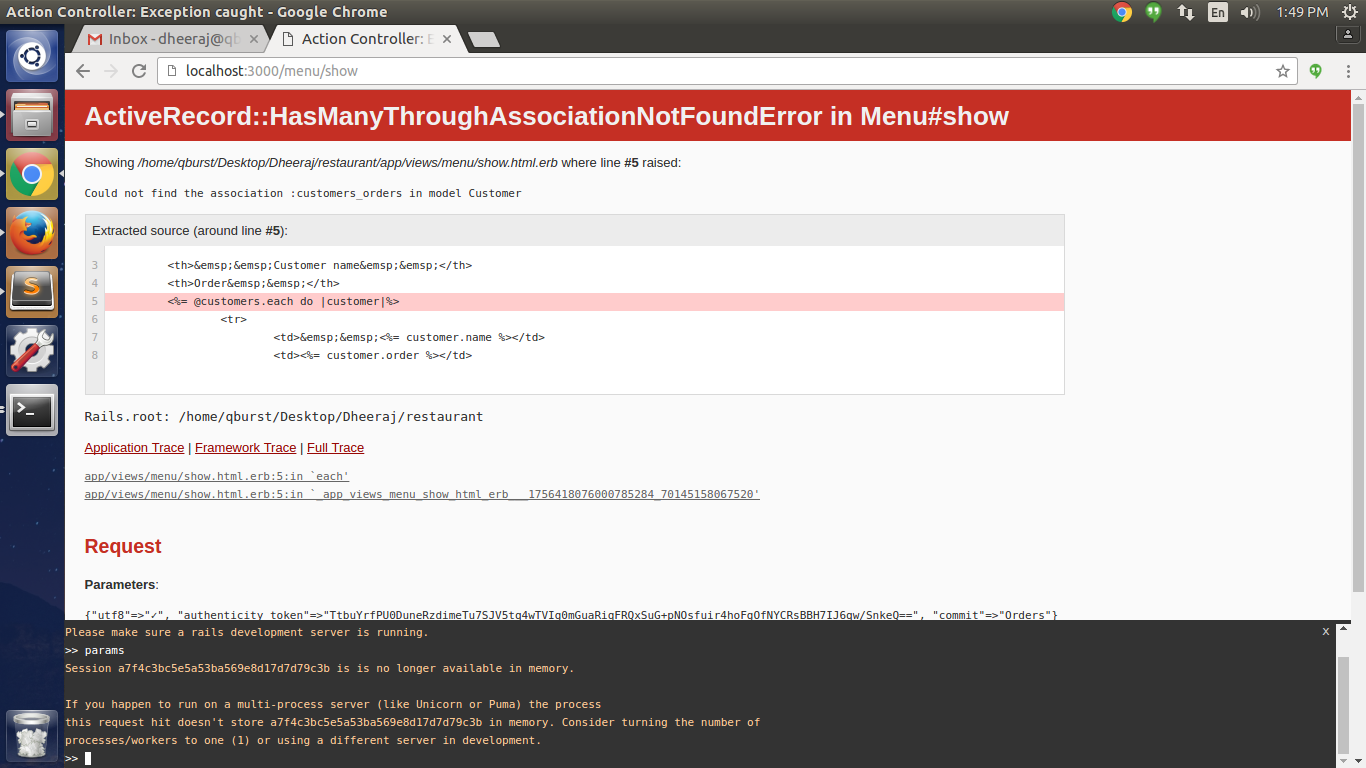 Action Controller: Exception caught - Google Chrome
En
1:49 PM
Inbox - dheeraj@qb
Action Controller: E
localhost:3000/menu/show
ActiveRecord::HasManyThroughAssociationNotFoundError in Menu#show
Showing /home/qburst/Desktop/Dheeraj/restaurant/app/views/menu/show.html.erb where line #5 raised:
Could not find the association :customers_orders in model Customer
Extracted source (around line #5):
3 <th>&emsp;&emsp;Customer name&emsp;&emsp;</th>
4 <th>Order&emsp;&emsp;</th>
5 <%= @customers.each do |customer|%>
6 <tr>
7 <td>&emsp;&emsp;<%= customer.name %></td>
8 <td><%= customer.order %></td>
Rails.root: /home/qburst/Desktop/Dheeraj/restaurant
Application Trace | Framework Trace | Full Trace
app/views/menu/show.html.erb:5:in `each'
app/views/menu/show.html.erb:5:in `_app_views_menu_show_html_erb___1756418076000785284_70145158067520'
Request
Parameters:
{"utf8"=>"✓", "authenticity_token"=> "commit"=>"Orders"}
Please make sure a rails development server is running.
x
>> params
Session a7f4c3bc5e5a53ba569e8d17d7d79c3b is is no longer available in memory.
If you happen to run on a multi-process server (like Unicorn or Puma) the process
this request hit doesn't store a7f4c3bc5e5a53ba569e8d17d7d79c3b in memory. Consider turning the number of
processes/workers to one (1) or using a different server in development.
>>